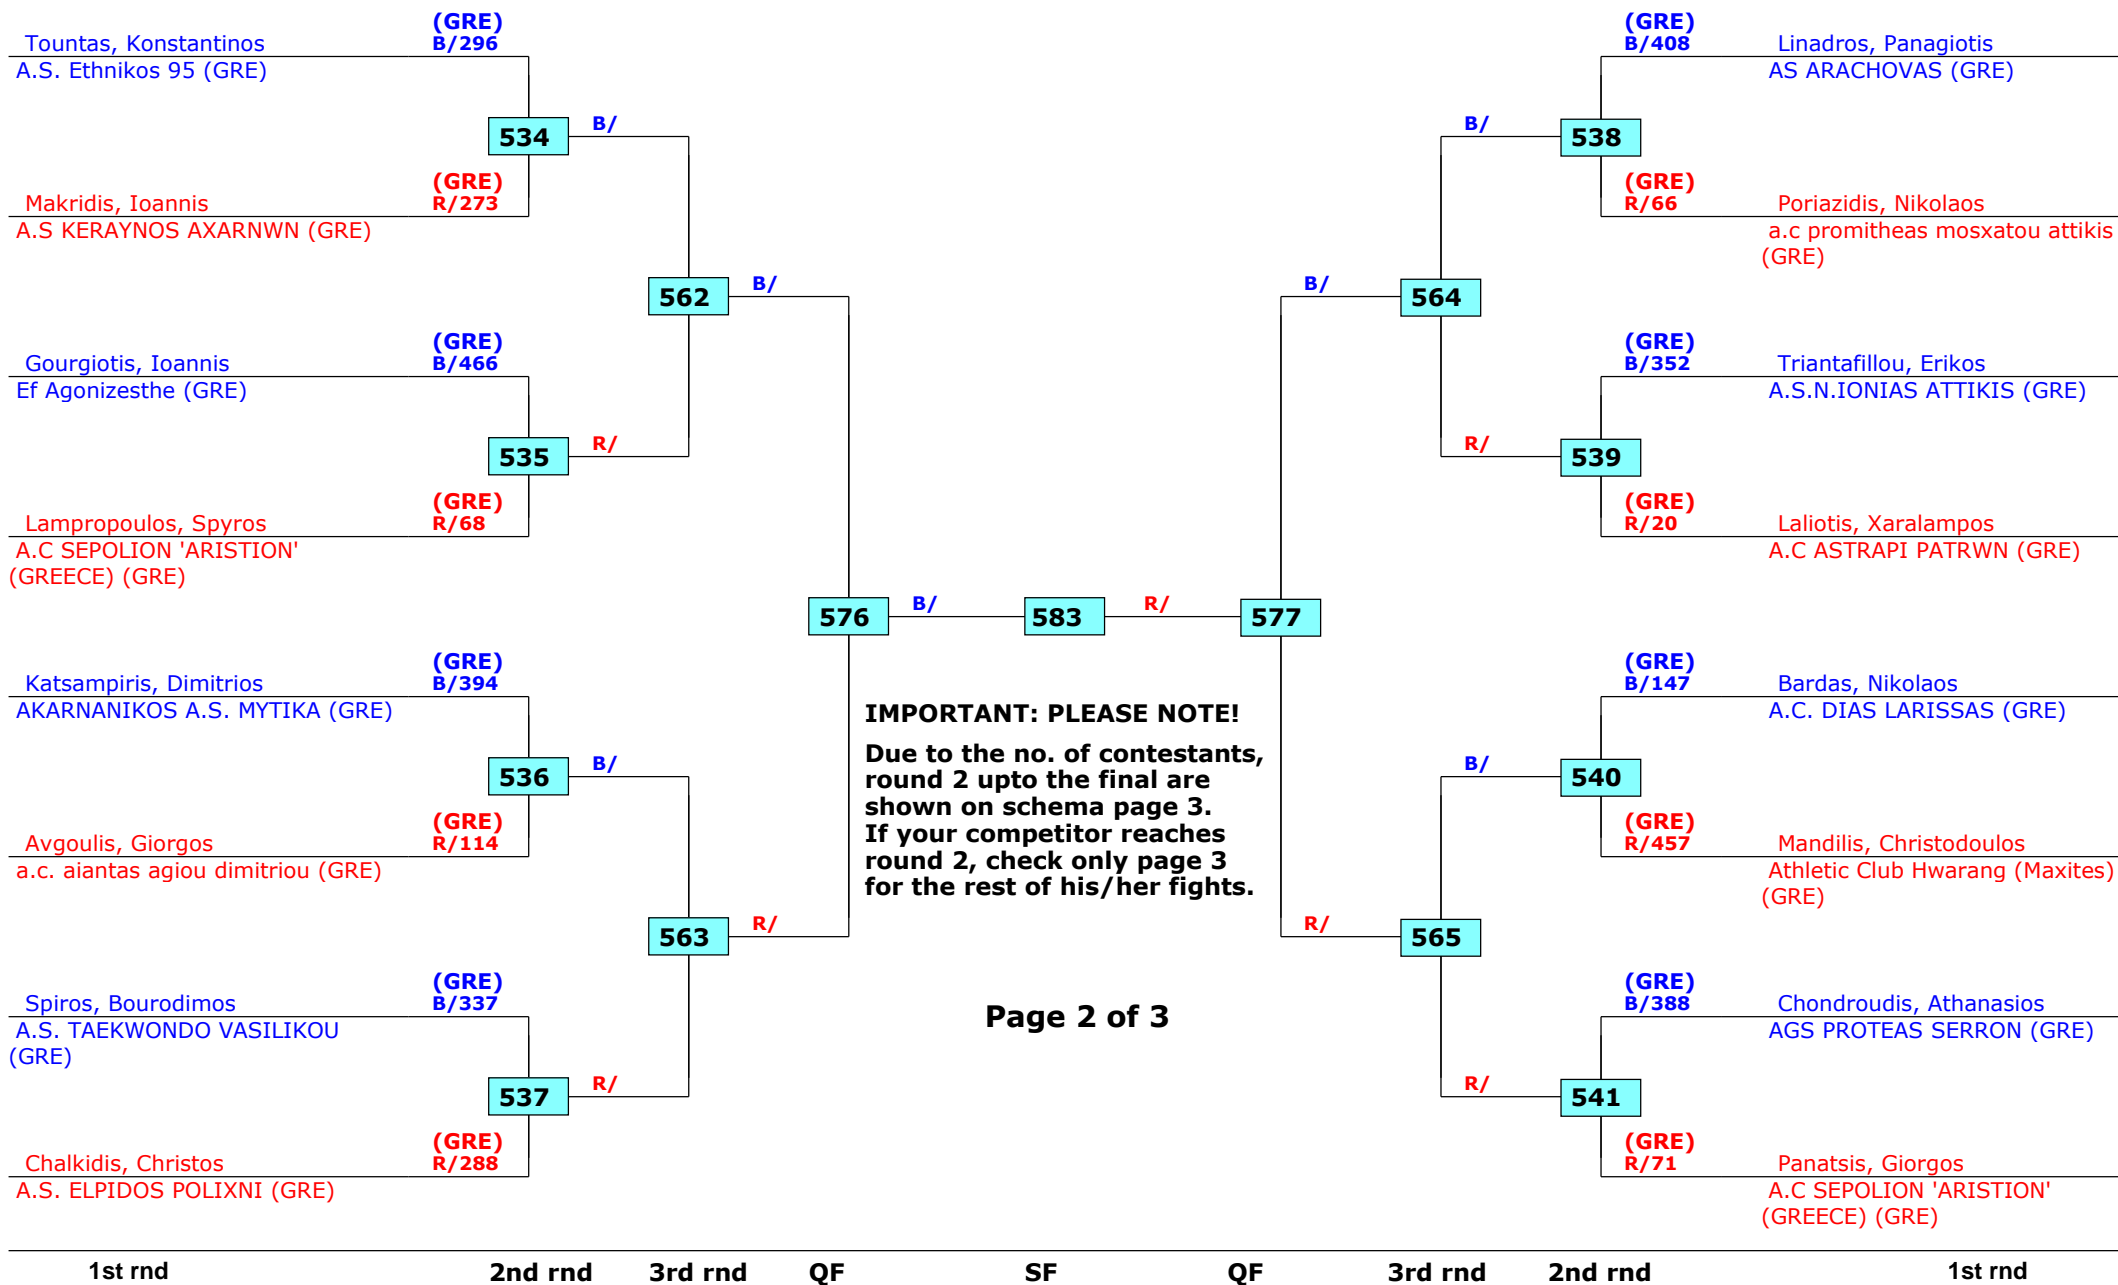 (GRE)
Tountas, Konstantinos B/296
A.S. Ethnikos 95 (GRE)
534
B/
(GRE)
Makridis, Ioannis R/273
A.S KERAYNOS AXARNWN (GRE)
562
B/
(GRE)
Gourgiotis, Ioannis B/466
Ef Agonizesthe (GRE)
535
R/
(GRE)
Lampropoulos, Spyros R/68
A.C SEPOLION 'ARISTION'
(GREECE) (GRE)
576
B/
583
R/
577
(GRE)
Katsampiris, Dimitrios B/394
AKARNANIKOS A.S. MYTIKA (GRE)
536
B/
(GRE)
Avgoulis, Giorgos R/114
a.c. aiantas agiou dimitriou (GRE)
563
R/
(GRE)
Spiros, Bourodimos B/337
A.S. TAEKWONDO VASILIKOU
(GRE)
537
R/
(GRE)
Chalkidis, Christos R/288
A.S. ELPIDOS POLIXNI (GRE)
IMPORTANT: PLEASE NOTE!
Due to the no. of contestants,
round 2 upto the final are
shown on schema page 3.
If your competitor reaches
round 2, check only page 3
for the rest of his/her fights.
Page 2 of 3
(GRE)
B/408 Linadros, Panagiotis
AS ARACHOVAS (GRE)
B/
538
(GRE)
R/66 Poriazidis, Nikolaos
a.c promitheas mosxatou attikis
(GRE)
B/
564
(GRE)
B/352 Triantafillou, Erikos
A.S.N.IONIAS ATTIKIS (GRE)
R/
539
(GRE)
R/20 Laliotis, Xaralampos
A.C ASTRAPI PATRWN (GRE)
(GRE)
B/147 Bardas, Nikolaos
A.C. DIAS LARISSAS (GRE)
B/
540
(GRE)
R/457 Mandilis, Christodoulos
Athletic Club Hwarang (Maxites)
(GRE)
R/
565
(GRE)
B/388 Chondroudis, Athanasios
AGS PROTEAS SERRON (GRE)
R/
541
(GRE)
R/71 Panatsis, Giorgos
A.C SEPOLION 'ARISTION'
(GREECE) (GRE)
1st rnd 2nd rnd 3rd rnd QF SF QF 3rd rnd 2nd rnd 1st rnd